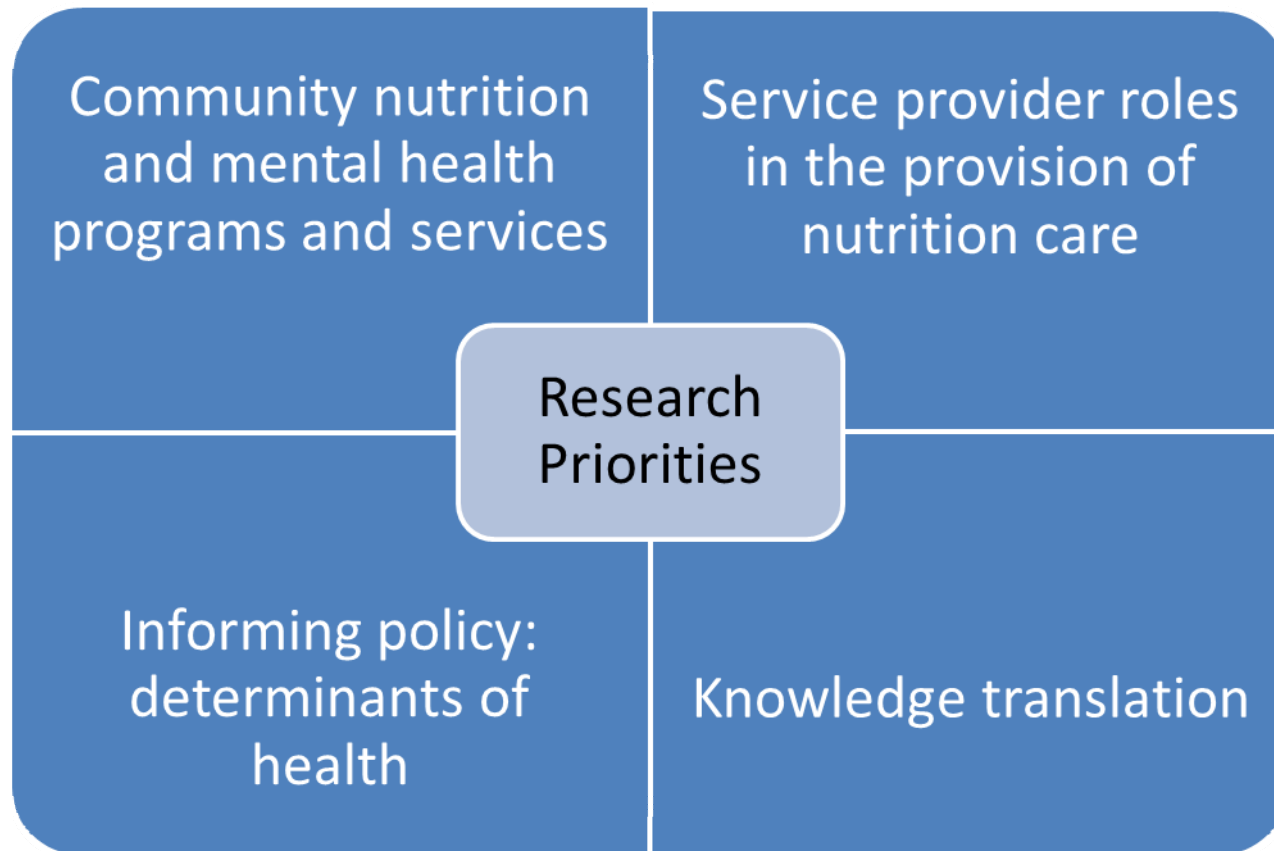 Community nutrition
and mental health
programs and services
Service provider roles
in the provision of
nutrition care
Research
Priorities
Informing policy:
determinants of
health
Knowledge translation